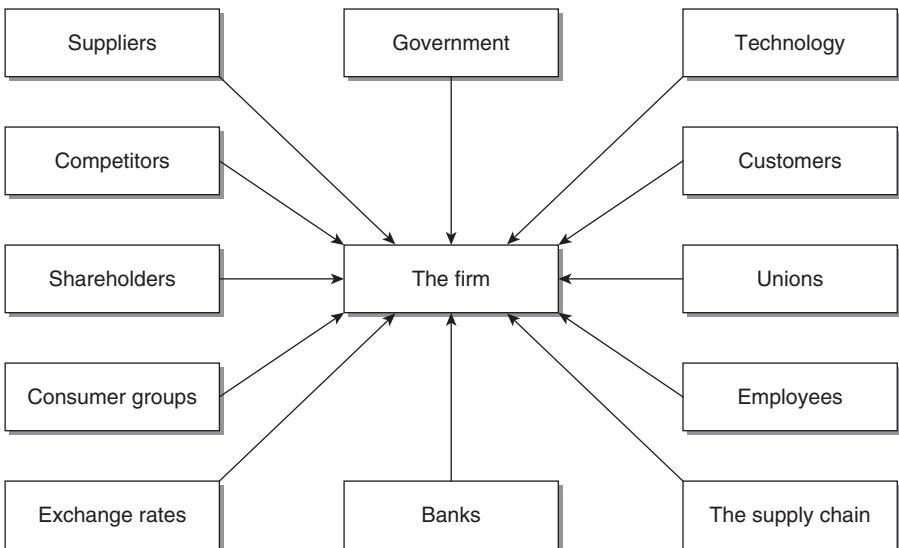 Suppliers
Government
Technology
Competitors
Customers
Shareholders
The firm
Unions
Consumer groups
Employees
Exchange rates
Banks
The supply chain